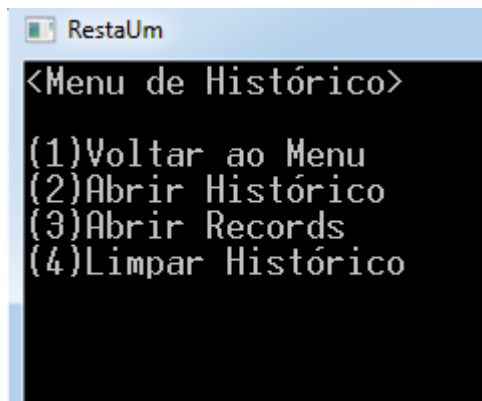 RestaUm
<Menu de Histórico>
(1)Voltar ao Menu
(2)Abrir Histórico
(3)Abrir Records
(4)Limpar Histórico